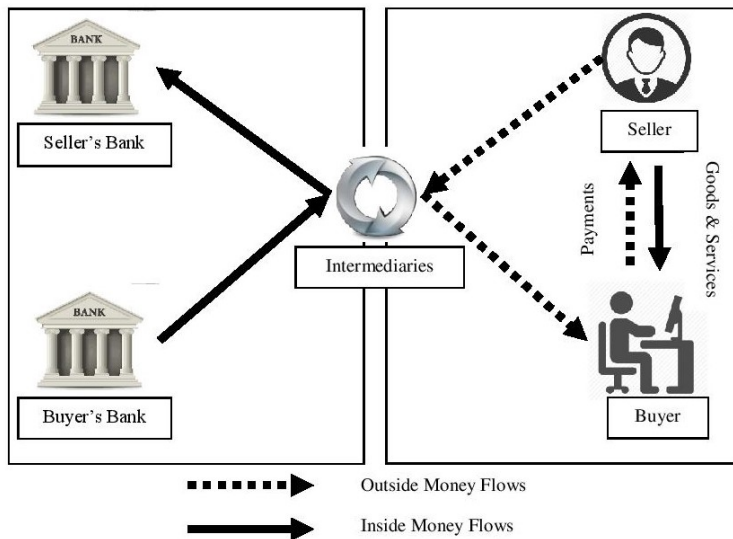 BANK
Seller's Bank
BANK
Buyer's Bank
Intermediaries
Seller
Payments
Goods & Services
Buyer
Outside Money Flows
Inside Money Flows